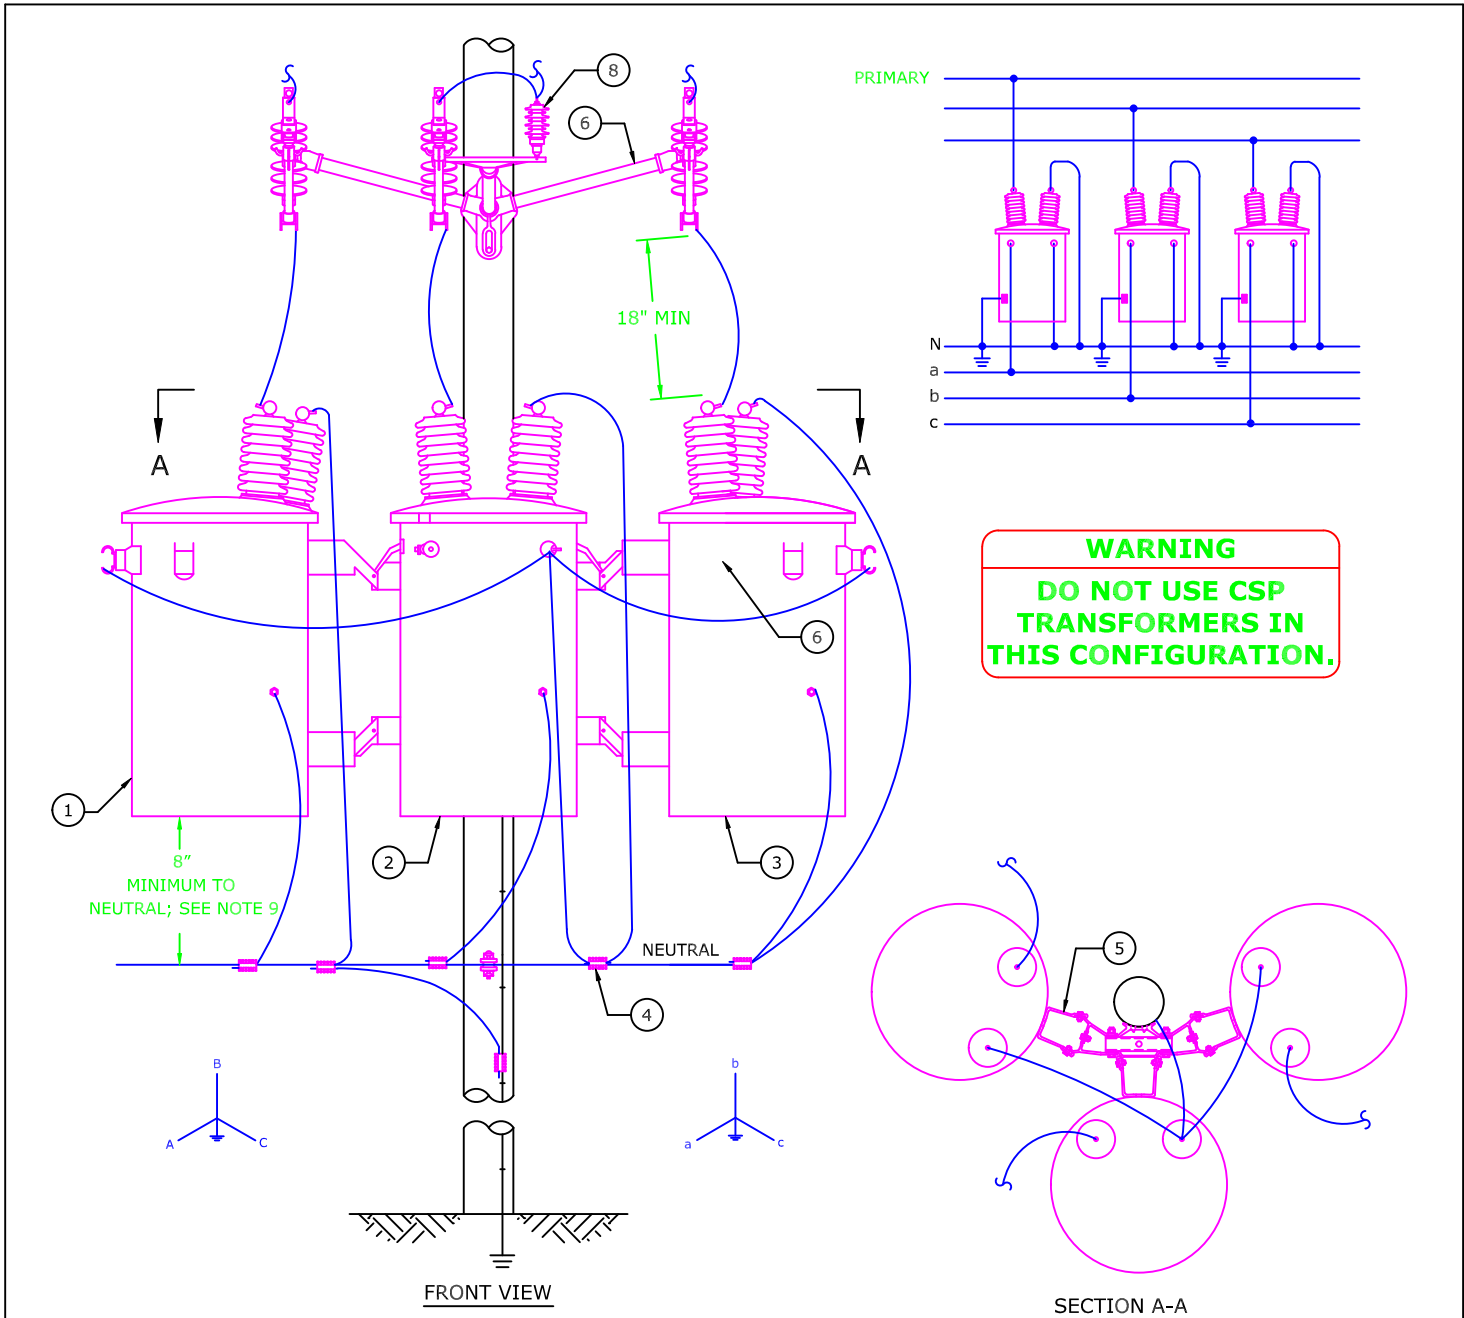 8
6
PRIMARY
18" MIN
N
a
b
c
A
A
WARNING
DO NOT USE CSP
TRANSFORMERS IN
THIS CONFIGURATION.
6
1
2
3
8"
MINIMUM TO
NEUTRAL; SEE NOTE 9
NEUTRAL
4
5
B
A
C
b
a
c
FRONT VIEW
SECTION A-A